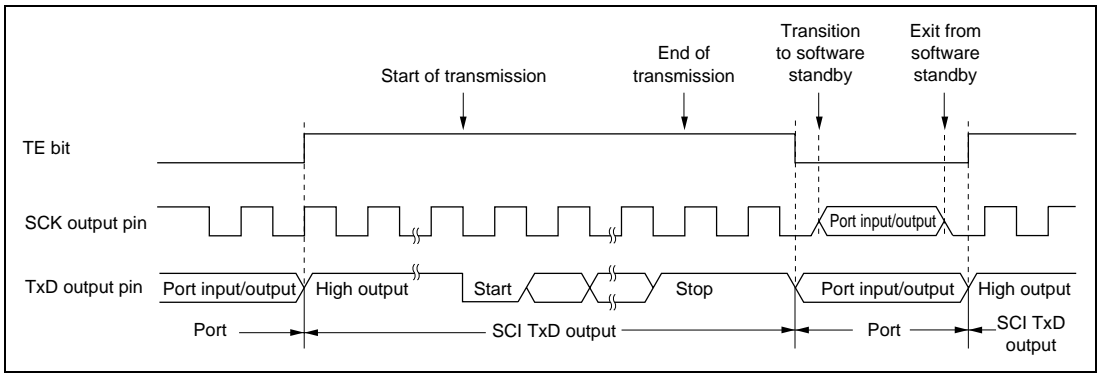 Transition
to software
standby
Exit from
software
standby
End of
transmission
Start of transmission
TE bit
SCK output pin
Port input/output
TxD output pin
Port input/output
High output
Start
Stop
Port input/output
High output
Port
SCI TxD output
Port
SCI TxD
output